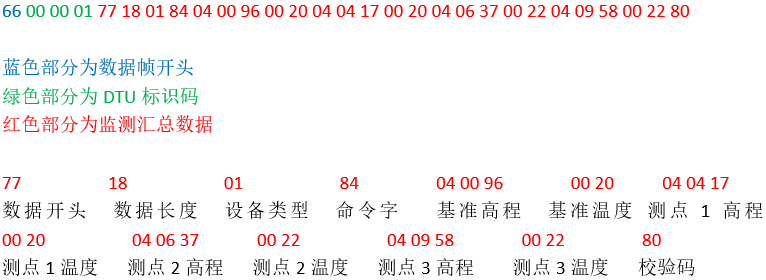 66 00 00 01 77 18 01 84 04 00 96 00 20 04 04 17 00 20 04 06 37 00 22 04 09 58 00 22 80
蓝色部分为数据帧开头
绿色部分为 DTU 标识码
红色部分为监测汇总数据
77 18 01 84 04 00 96 00 20 04 04 17
数据开头 数据长度 设备类型 命令字 基准高程 基准温度 测点 1 高程
00 20 04 06 37 00 22 04 09 58 00 22 80
测点 1 温度 测点 2 高程 测点 2 温度 测点 3 高程 测点 3 温度 校验码